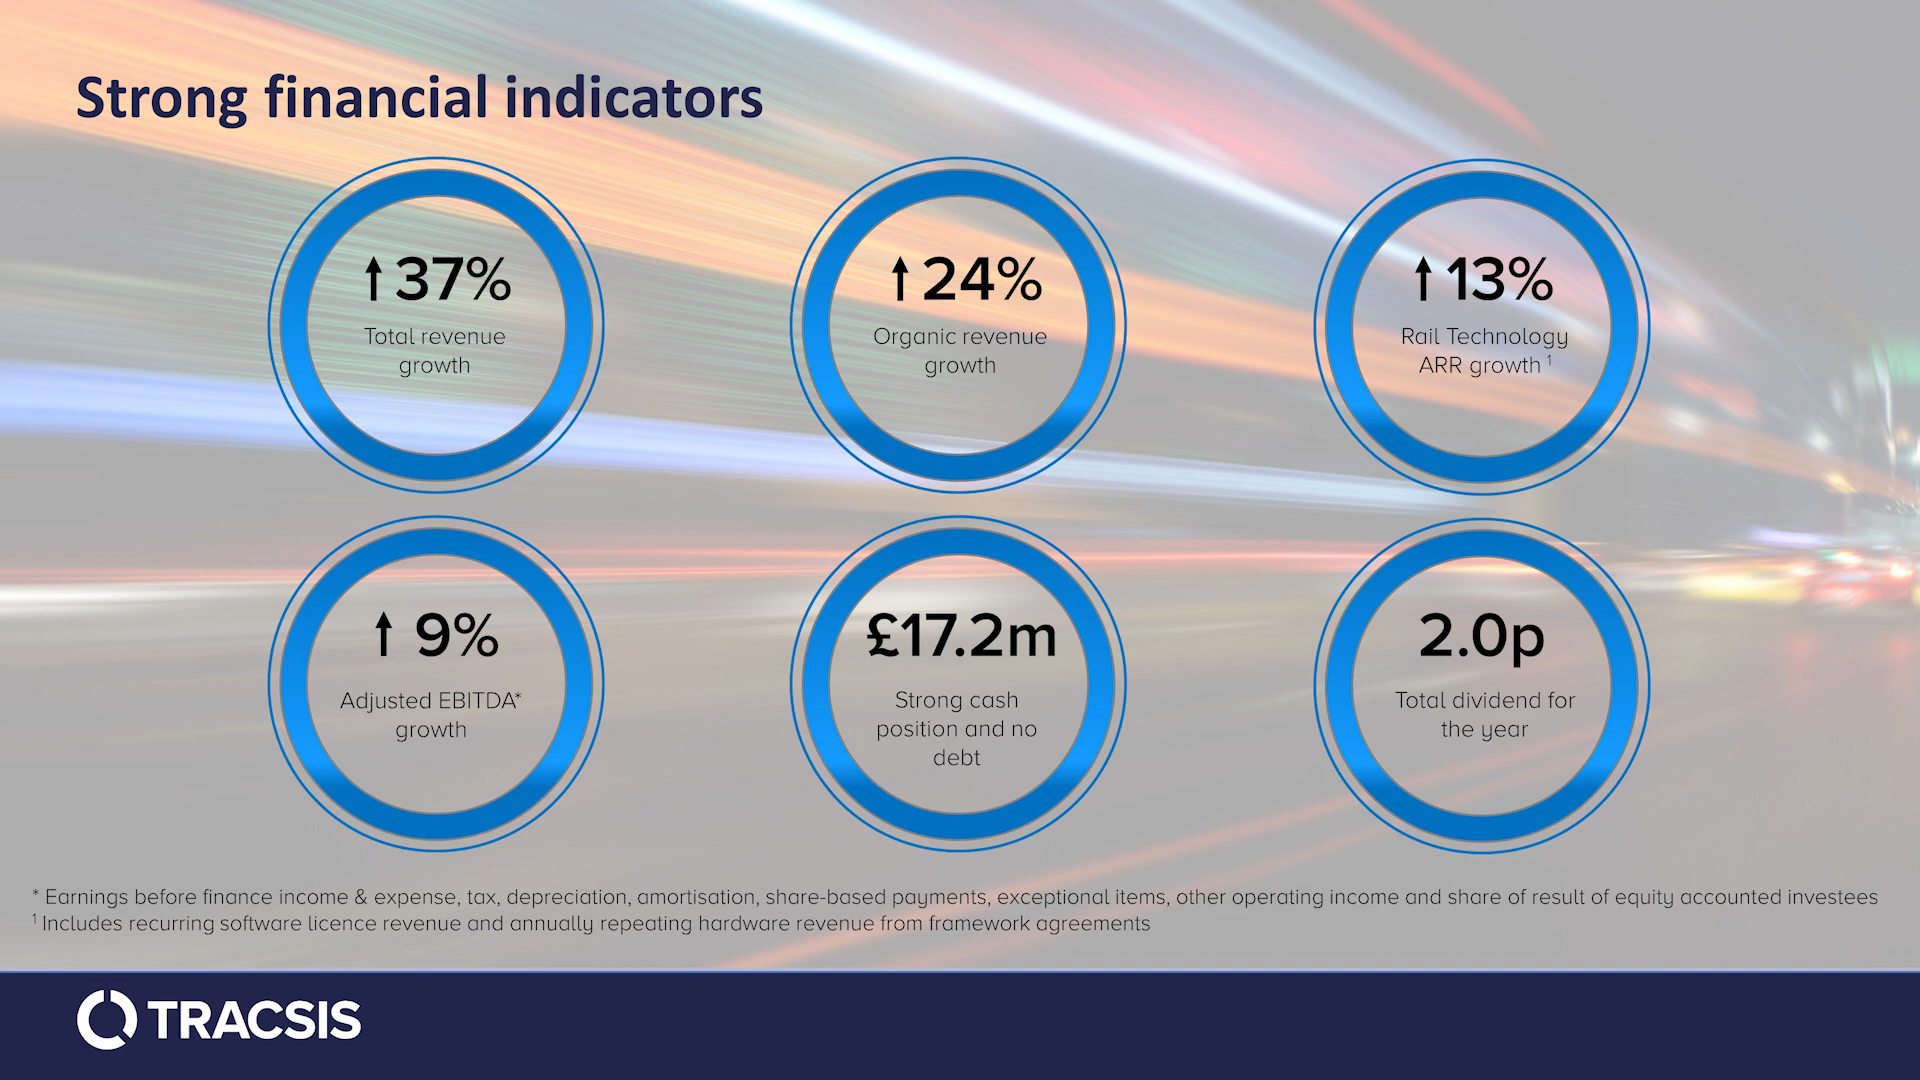 Strong financial indicators
↑ 37%
Total revenue
growth
↑ 24%
Organic revenue
growth
↑ 13%
Rail Technology
ARR growth ¹
↑ 9%
Adjusted EBITDA*
growth
£17.2m
Strong cash
position and no
debt
2.0p
Total dividend for
the year
* Earnings before finance income & expense, tax, depreciation, amortisation, share-based payments, exceptional items, other operating income and share of result of equity accounted investees
¹ Includes recurring software licence revenue and annually repeating hardware revenue from framework agreements
TRACSIS